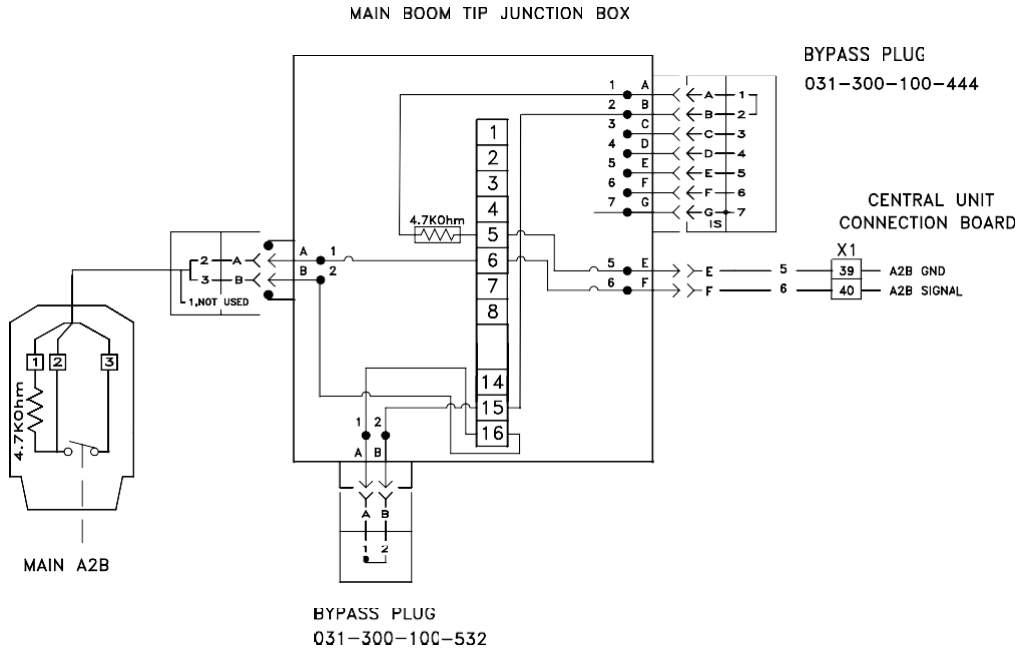 MAIN BOOM TIP JUNCTION BOX
BYPASS PLUG
031-300-100-444
1 A A 1
2 B B 2
3 C C 3
4 D D 4
5 E E 5
6 F F 6
7 G G 7
IS
1
2
3
4
5
6
7
8
14
15
16
4.7KOhm
CENTRAL UNIT
CONNECTION BOARD
X1
5 E E 5 39 A2B GND
6 F F 6 40 A2B SIGNAL
2 A A 1
3 B B 2
1,NOT USED
1 2 3
4.7KOhm
MAIN A2B
1 2
A B
A B
1 2
BYPASS PLUG
031-300-100-532